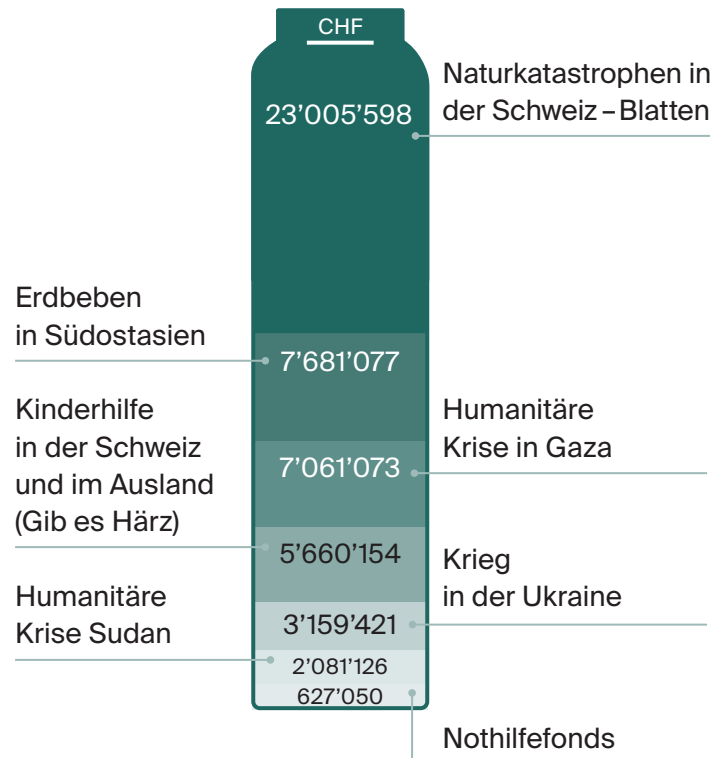 CHF
23’005’598
Naturkatastrophen in
der Schweiz – Blatten
Erdbeben
in Südostasien
7’681’077
Kinderhilfe
in der Schweiz
und im Ausland
(Gib es Härz)
Humanitäre
Krise in Gaza
7’061’073
5’660’154
Krieg
in der Ukraine
Humanitäre
Krise Sudan
3’159’421
2’081’126
627’050
Nothilfefonds